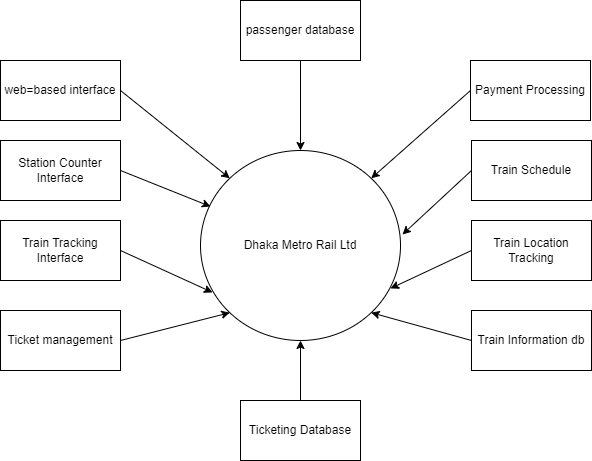 passenger database
web=based interface
Payment Processing
Station Counter
Interface
Train Schedule
Dhaka Metro Rail Ltd
Train Tracking
Interface
Train Location
Tracking
Ticket management
Train Information db
Ticketing Database